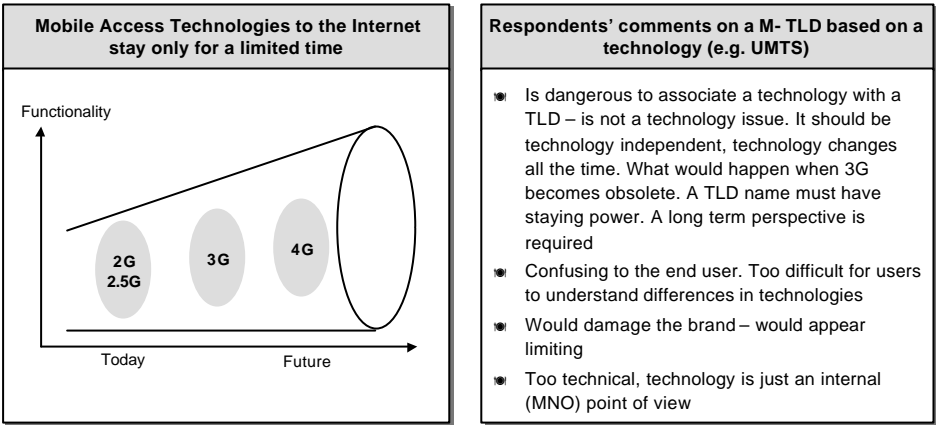 Mobile Access Technologies to the Internet
stay only for a limited time
Functionality
2G
2.5G
3G
4G
Today
Future
Respondents' comments on a M- TLD based on a
technology (e.g. UMTS)
Is dangerous to associate a technology with a
TLD – is not a technology issue. It should be
technology independent, technology changes
all the time. What would happen when 3G
becomes obsolete. A TLD name must have
staying power. A long term perspective is
required
Confusing to the end user. Too difficult for users
to understand differences in technologies
Would damage the brand – would appear
limiting
Too technical, technology is just an internal
(MNO) point of view